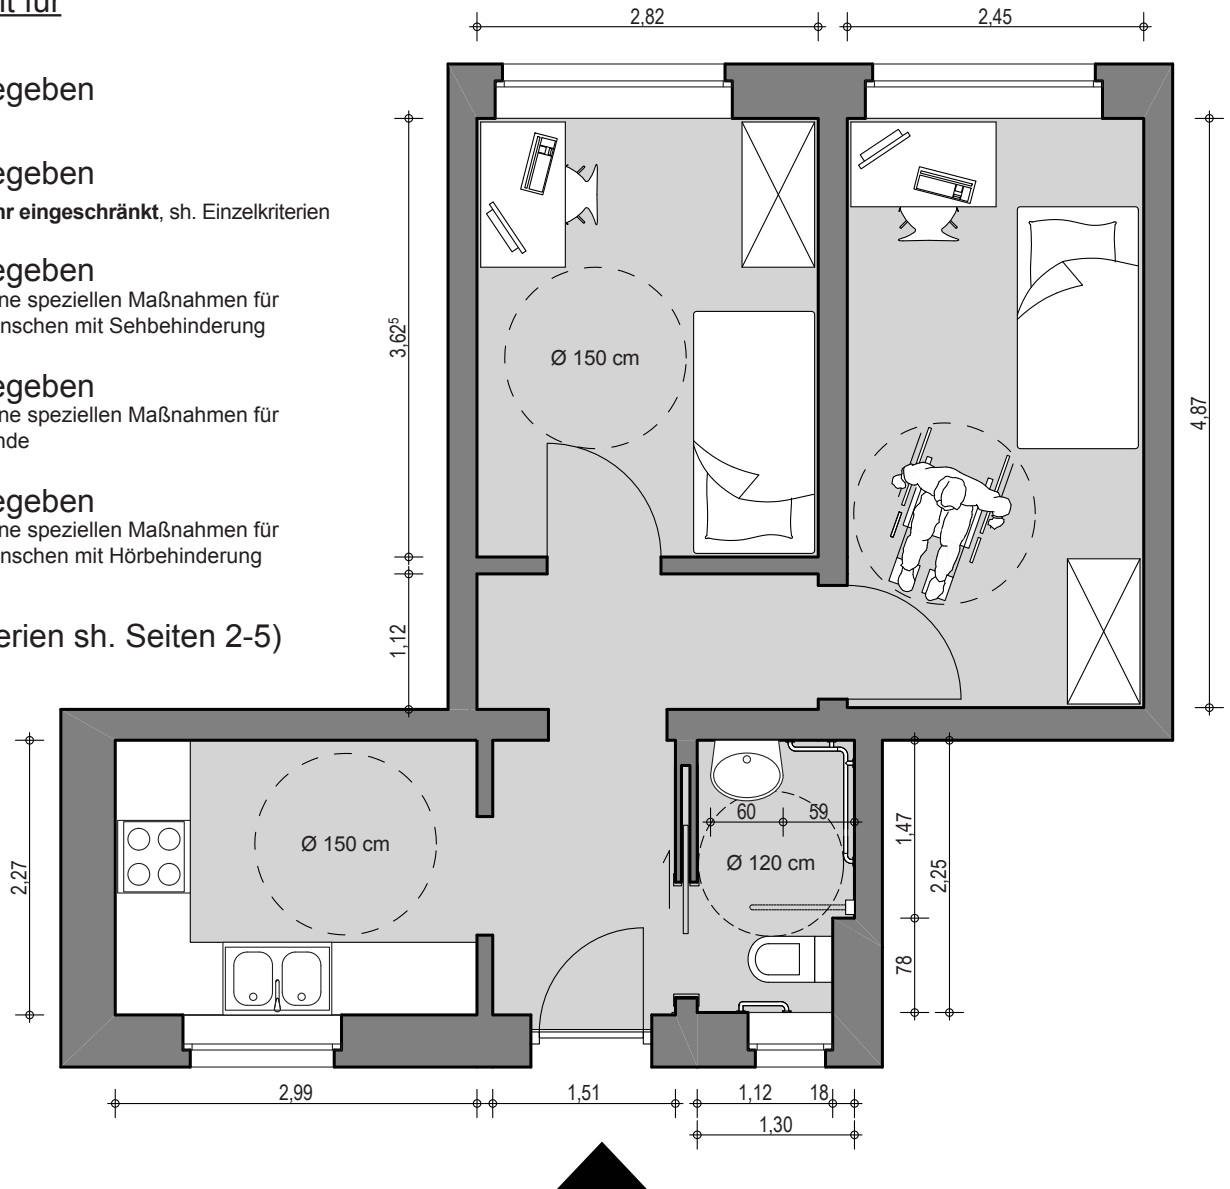 egeben
egeben
hr eingeschränkt, sh. Einzelkriterien
egeben
ne speziellen Maßnahmen für
nschen mit Sehbehinderung
egeben
ne speziellen Maßnahmen für
nde
egeben
ne speziellen Maßnahmen für
nschen mit Hörbehinderung
erien sh. Seiten 2-5)
2,82
2,45
3,62⁵
Ø 150 cm
4,87
1,12
2,27
Ø 150 cm
60
59
Ø 120 cm
1,47
2,25
78
2,99
1,51
1,12
18
1,30